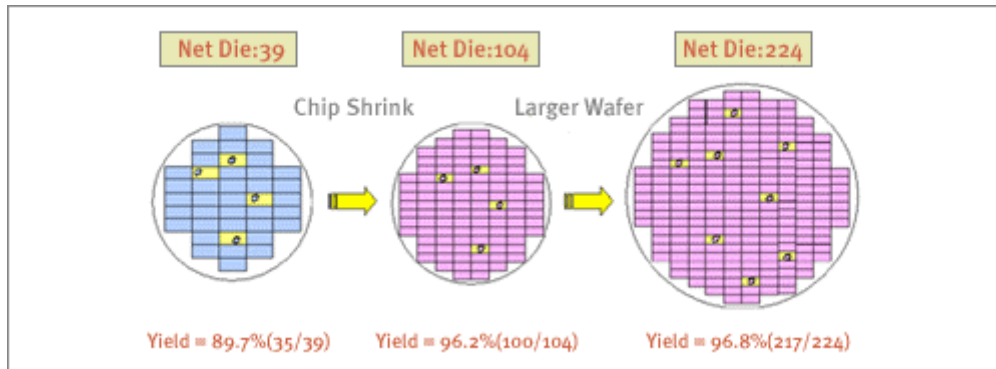 Net Die:39
Net Die:104
Net Die:224
Chip Shrink
Larger Wafer
Yield = 89.7%(35/39)
Yield = 96.2%(100/104)
Yield = 96.8%(217/224)